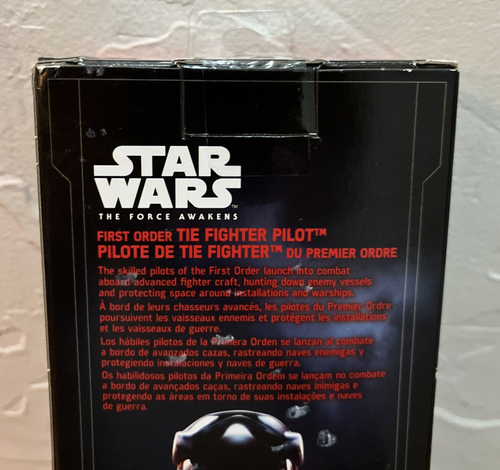 STAR
WARS™
THE FORCE AWAKENS
FIRST ORDER TIE FIGHTER PILOT™
PILOTE DE TIE FIGHTER™ DU PREMIER ORDRE
The skilled pilots of the First Order launch into combat
aboard advanced fighter craft, hunting down enemy vessels
and protecting space around installations and warships.
À bord de leurs chasseurs avancés, les pilotes du Premier Ordre
poursuivent les vaisseaux ennemis et protègent les installations
et les vaisseaux de guerre.
Los hábiles pilotos de la Primera Orden se lanzan al combate
a bordo de avanzados cazas, rastreando naves enemigas y
protegiendo instalaciones y naves de guerra.
Os habilidosos pilotos da Primeira Ordem se lançam no combate
a bordo de avançados caças, rastreando naves inimigas e
protegendo as áreas em torno de suas instalações e naves
de guerra.